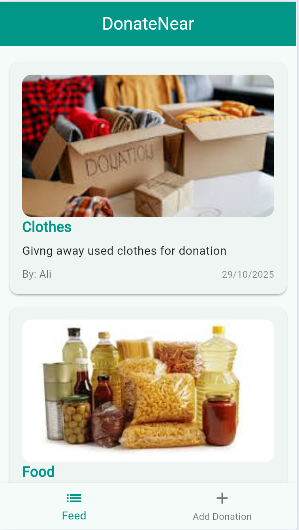 DonateNear
DONATION
Clothes
Givng away used clothes for donation
By: Ali
29/10/2025
Food
Feed
Add Donation